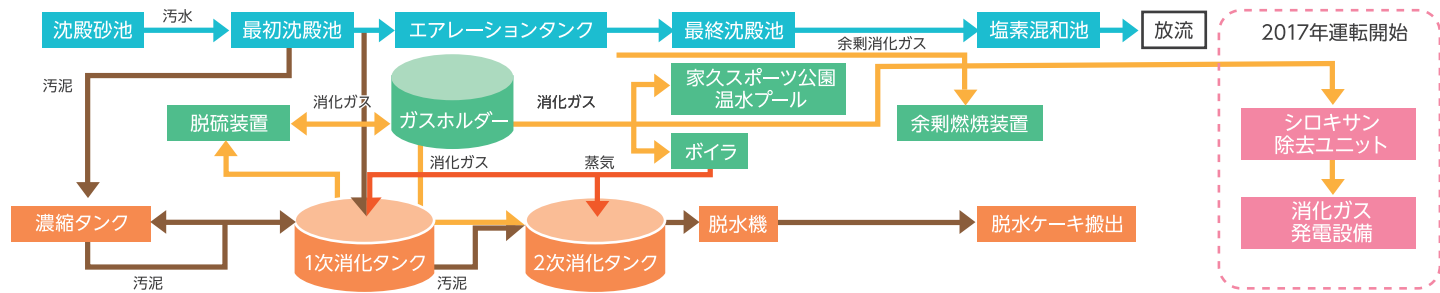 沈殿砂池
汚水
最初沈殿池
エアレーションタンク
最終沈殿池
塩素混和池
放流
2017年運転開始
余剰消化ガス
汚泥
消化ガス
脱硫装置
ガスホルダー
消化ガス
家久スポーツ公園
温水プール
余剰燃焼装置
シロキサン
除去ユニット
ボイラ
消化ガス
蒸気
濃縮タンク
1次消化タンク
2次消化タンク
脱水機
脱水ケーキ搬出
消化ガス
発電設備
汚泥
汚泥